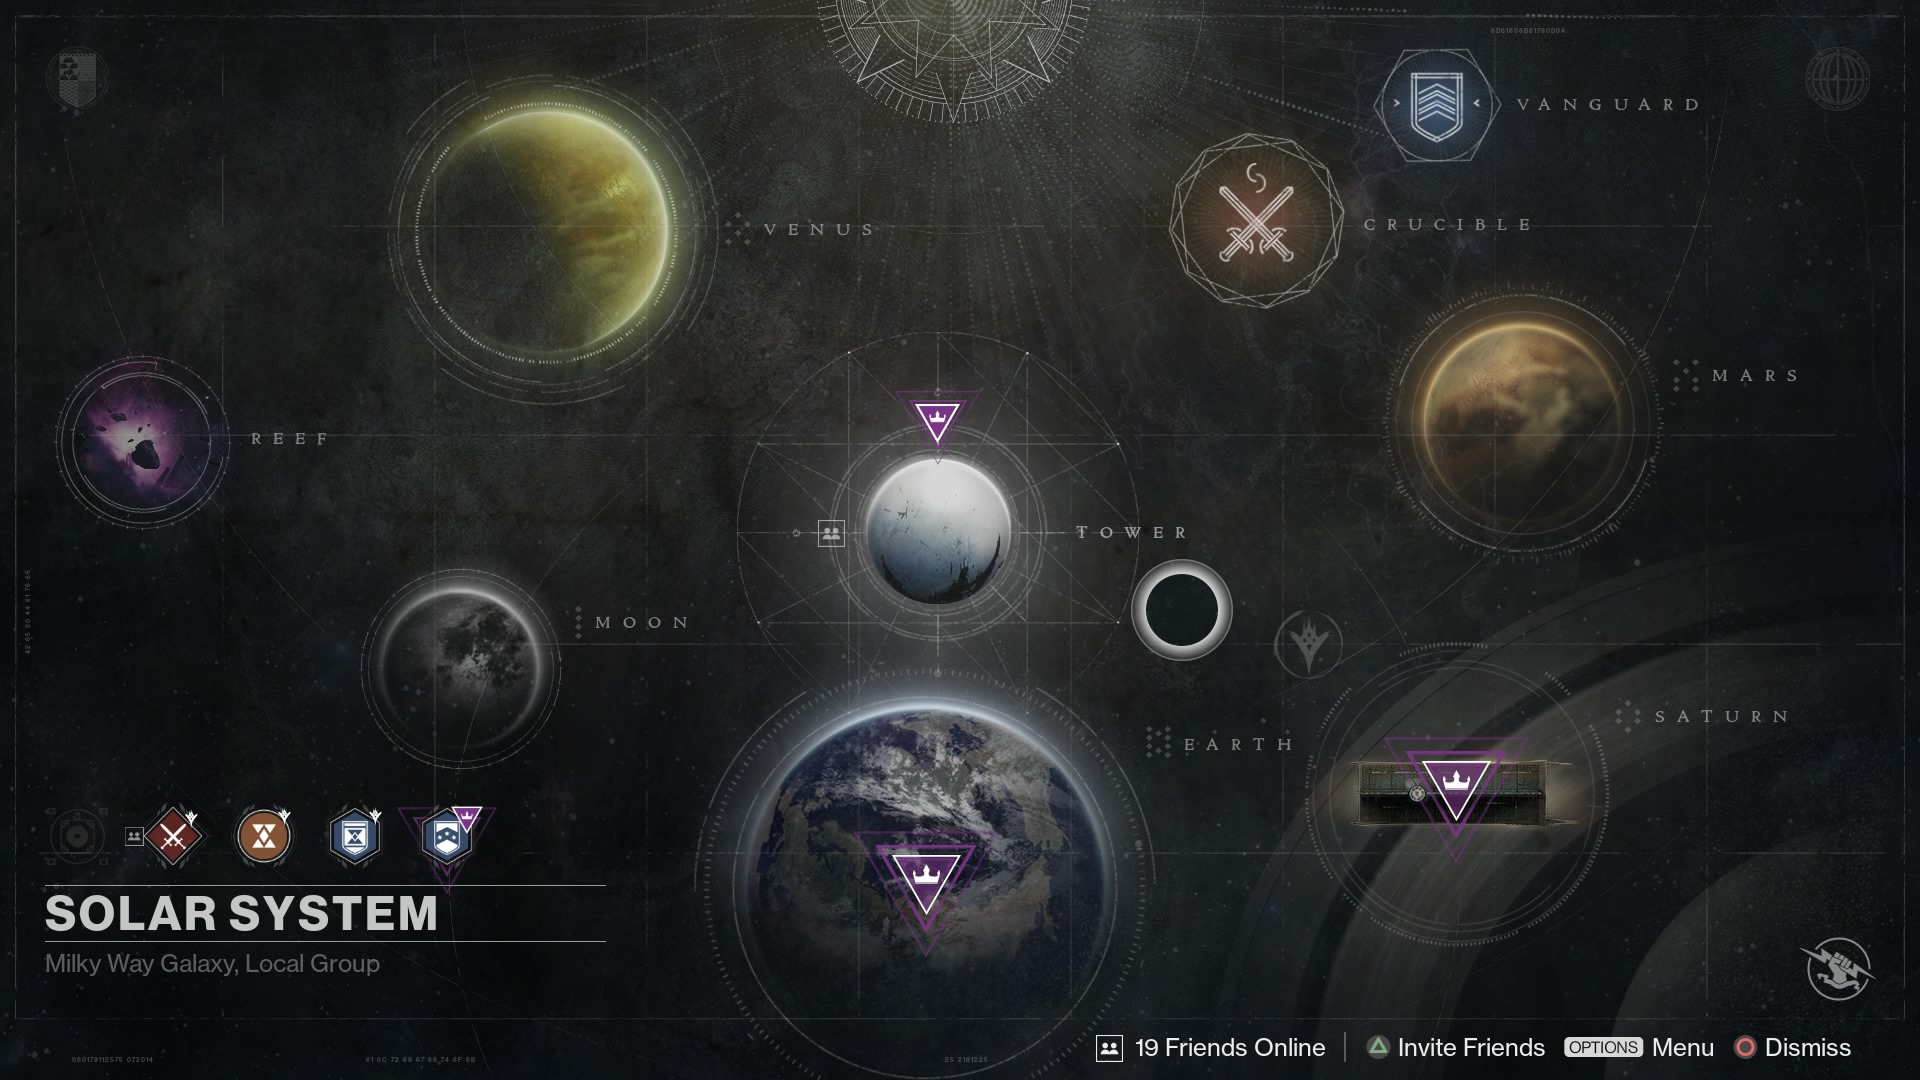 VANGUARD
CRUCIBLE
VENUS
MARS
REEF
TOWER
MOON
SATURN
EARTH
SOLAR SYSTEM
Milky Way Galaxy, Local Group
19 Friends Online
Invite Friends
OPTIONS Menu
Dismiss